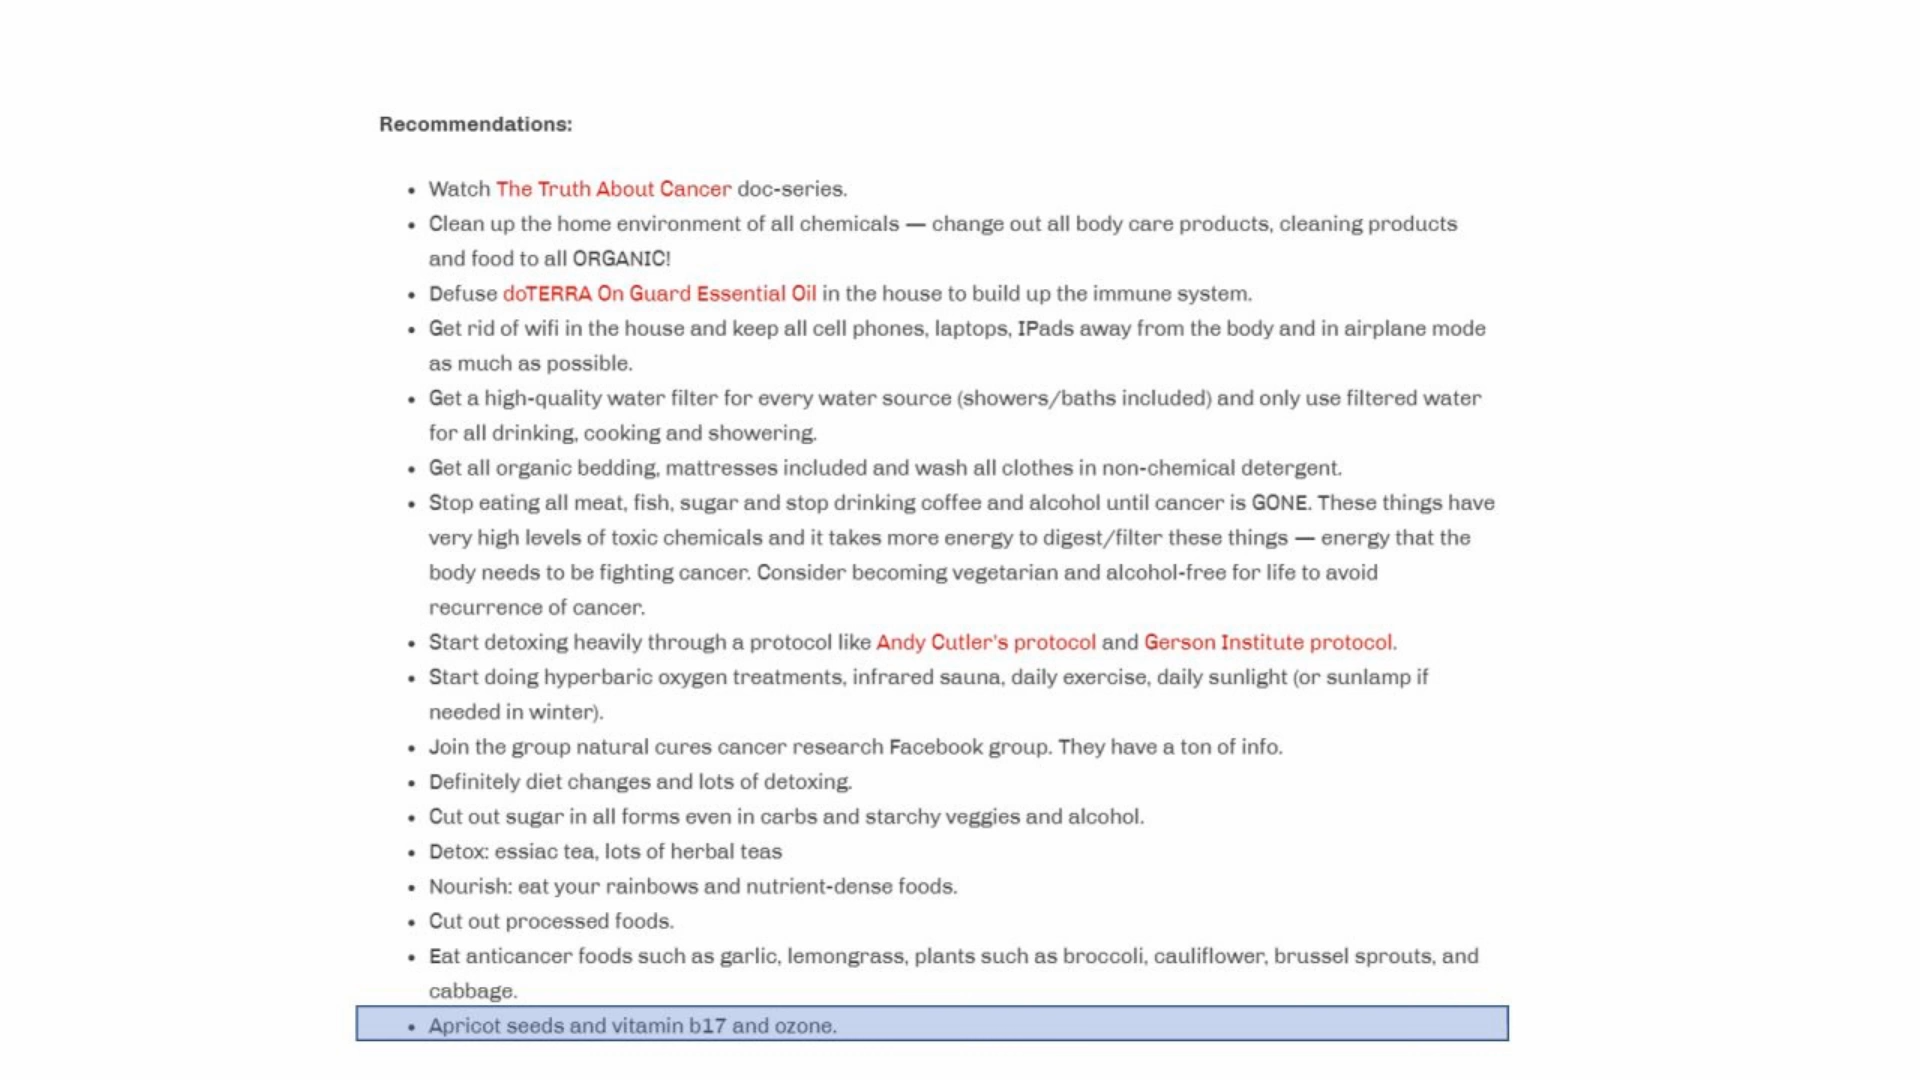 Recommendations:
• Watch The Truth About Cancer doc-series.
• Clean up the home environment of all chemicals — change out all body care products, cleaning products
and food to all ORGANIC!
• Defuse doTERRA On Guard Essential Oil in the house to build up the immune system.
• Get rid of wifi in the house and keep all cell phones, laptops, IPads away from the body and in airplane mode
as much as possible.
• Get a high-quality water filter for every water source (showers/baths included) and only use filtered water
for all drinking, cooking and showering.
• Get all organic bedding, mattresses included and wash all clothes in non-chemical detergent.
• Stop eating all meat, fish, sugar and stop drinking coffee and alcohol until cancer is GONE. These things have
very high levels of toxic chemicals and it takes more energy to digest/filter these things — energy that the
body needs to be fighting cancer. Consider becoming vegetarian and alcohol-free for life to avoid
recurrence of cancer.
• Start detoxing heavily through a protocol like Andy Cutler's protocol and Gerson Institute protocol.
• Start doing hyperbaric oxygen treatments, infrared sauna, daily exercise, daily sunlight (or sunlamp if
needed in winter).
• Join the group natural cures cancer research Facebook group. They have a ton of info.
• Definitely diet changes and lots of detoxing.
• Cut out sugar in all forms even in carbs and starchy veggies and alcohol.
• Detox: essiac tea, lots of herbal teas
• Nourish: eat your rainbows and nutrient-dense foods.
• Cut out processed foods.
• Eat anticancer foods such as garlic, lemongrass, plants such as broccoli, cauliflower, brussel sprouts, and
cabbage.
• Apricot seeds and vitamin b17 and ozone.